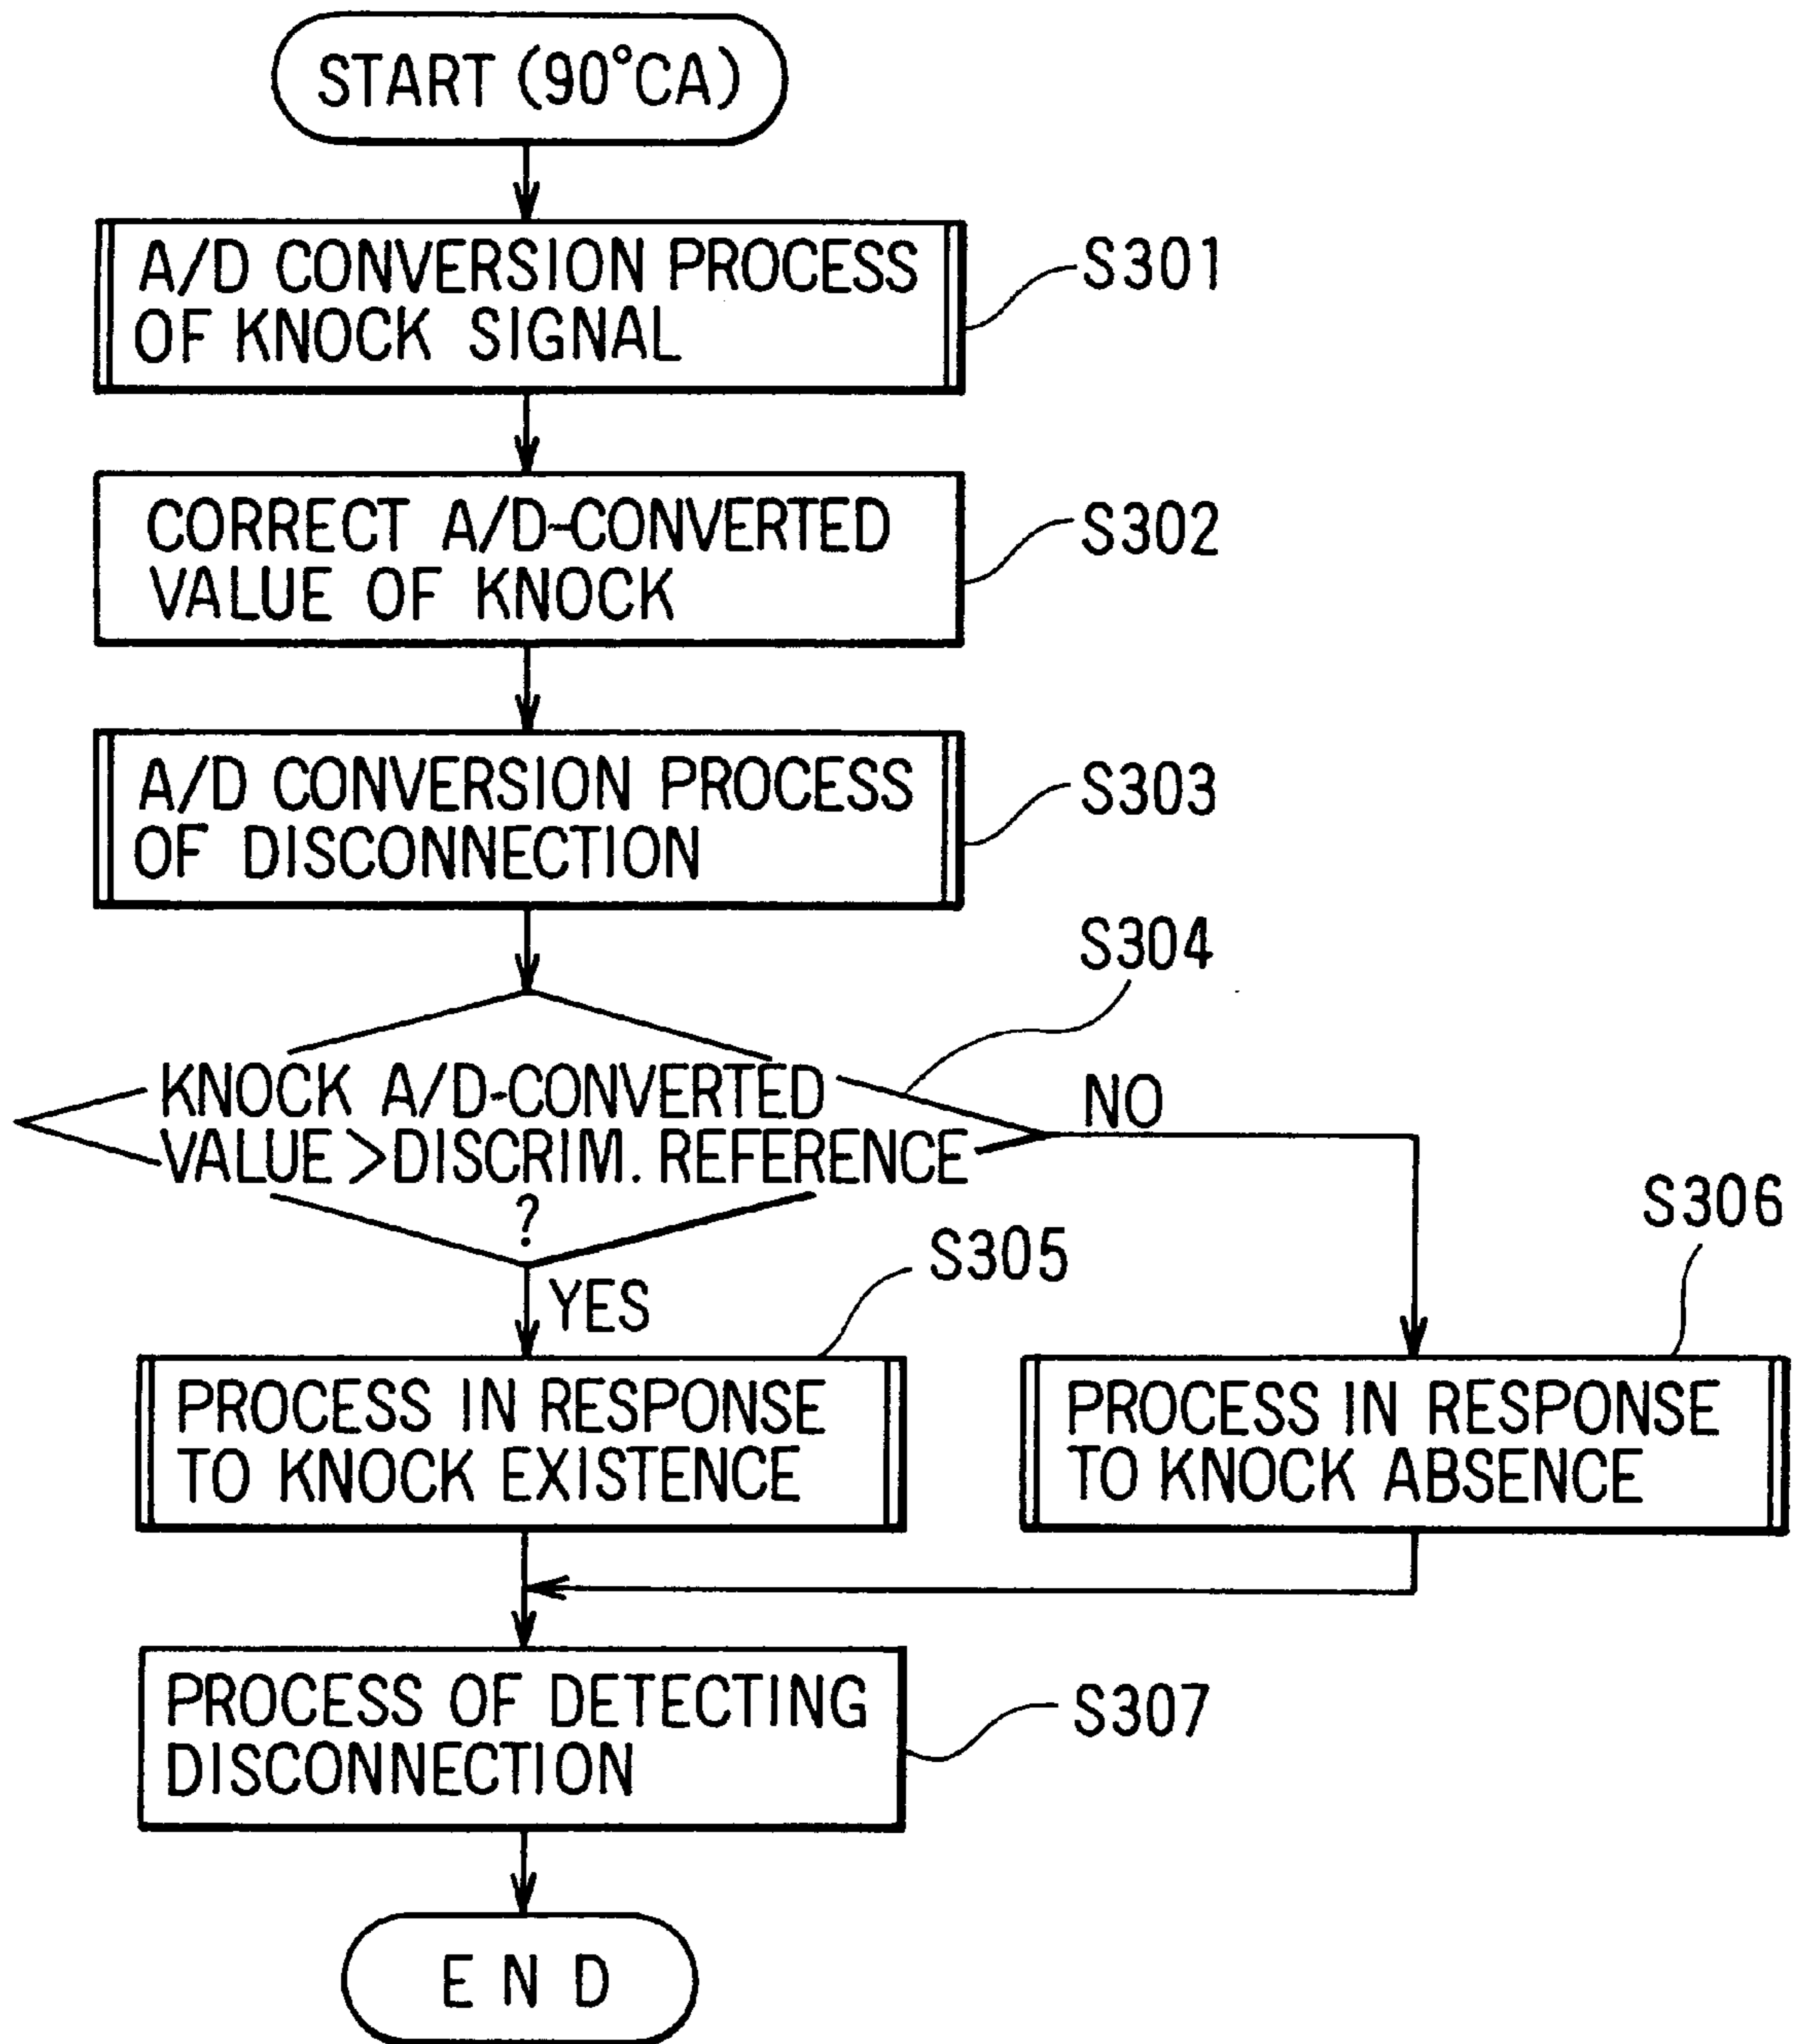 START (90°CA)
A/D CONVERSION PROCESS
OF KNOCK SIGNAL
S301
CORRECT A/D-CONVERTED
VALUE OF KNOCK
S302
A/D CONVERSION PROCESS
OF DISCONNECTION
S303
S304
KNOCK A/D-CONVERTED
VALUE>DISCRIM. REFERENCE
?
NO
YES
S305
S306
PROCESS IN RESPONSE
TO KNOCK EXISTENCE
PROCESS IN RESPONSE
TO KNOCK ABSENCE
PROCESS OF DETECTING
DISCONNECTION
S307
END